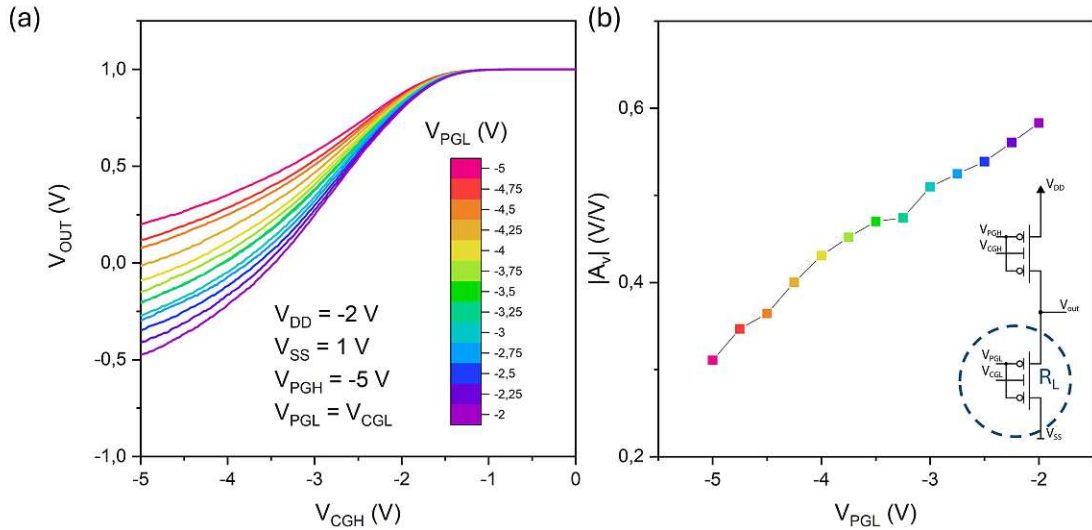 (a)
V_OUT (V)
1,0
0,5
0,0
-0,5
-1,0
-5
-4
-3
-2
-1
0
V_CGH (V)
V_PGL (V)
-5
-4,75
-4,5
-4,25
-4
-3,75
-3,5
-3,25
-3
-2,75
-2,5
-2,25
-2
V_DD = -2 V
V_SS = 1 V
V_PGH = -5 V
V_PGL = V_CGL
(b)
|A_v| (V/V)
0,6
0,4
0,2
-5
-4
-3
-2
V_PGL (V)
V_DD
V_PGH
V_CGH
V_out
V_PGL
V_CGL
R_L
V_SS